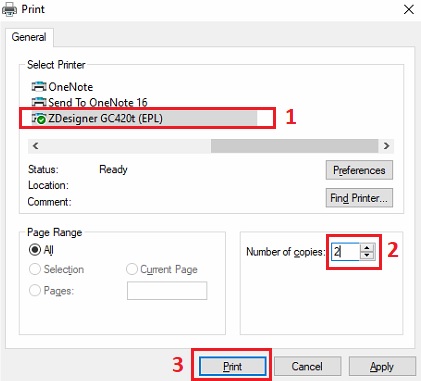 Print
General
Select Printer
OneNote
Send To OneNote 16
ZDesigner GC420t (EPL)
1
Status: Ready
Preferences
Location:
Comment:
Find Printer...
Page Range
All
Selection
Current Page
Pages:
Number of copies: 2
2
3
Print
Cancel
Apply